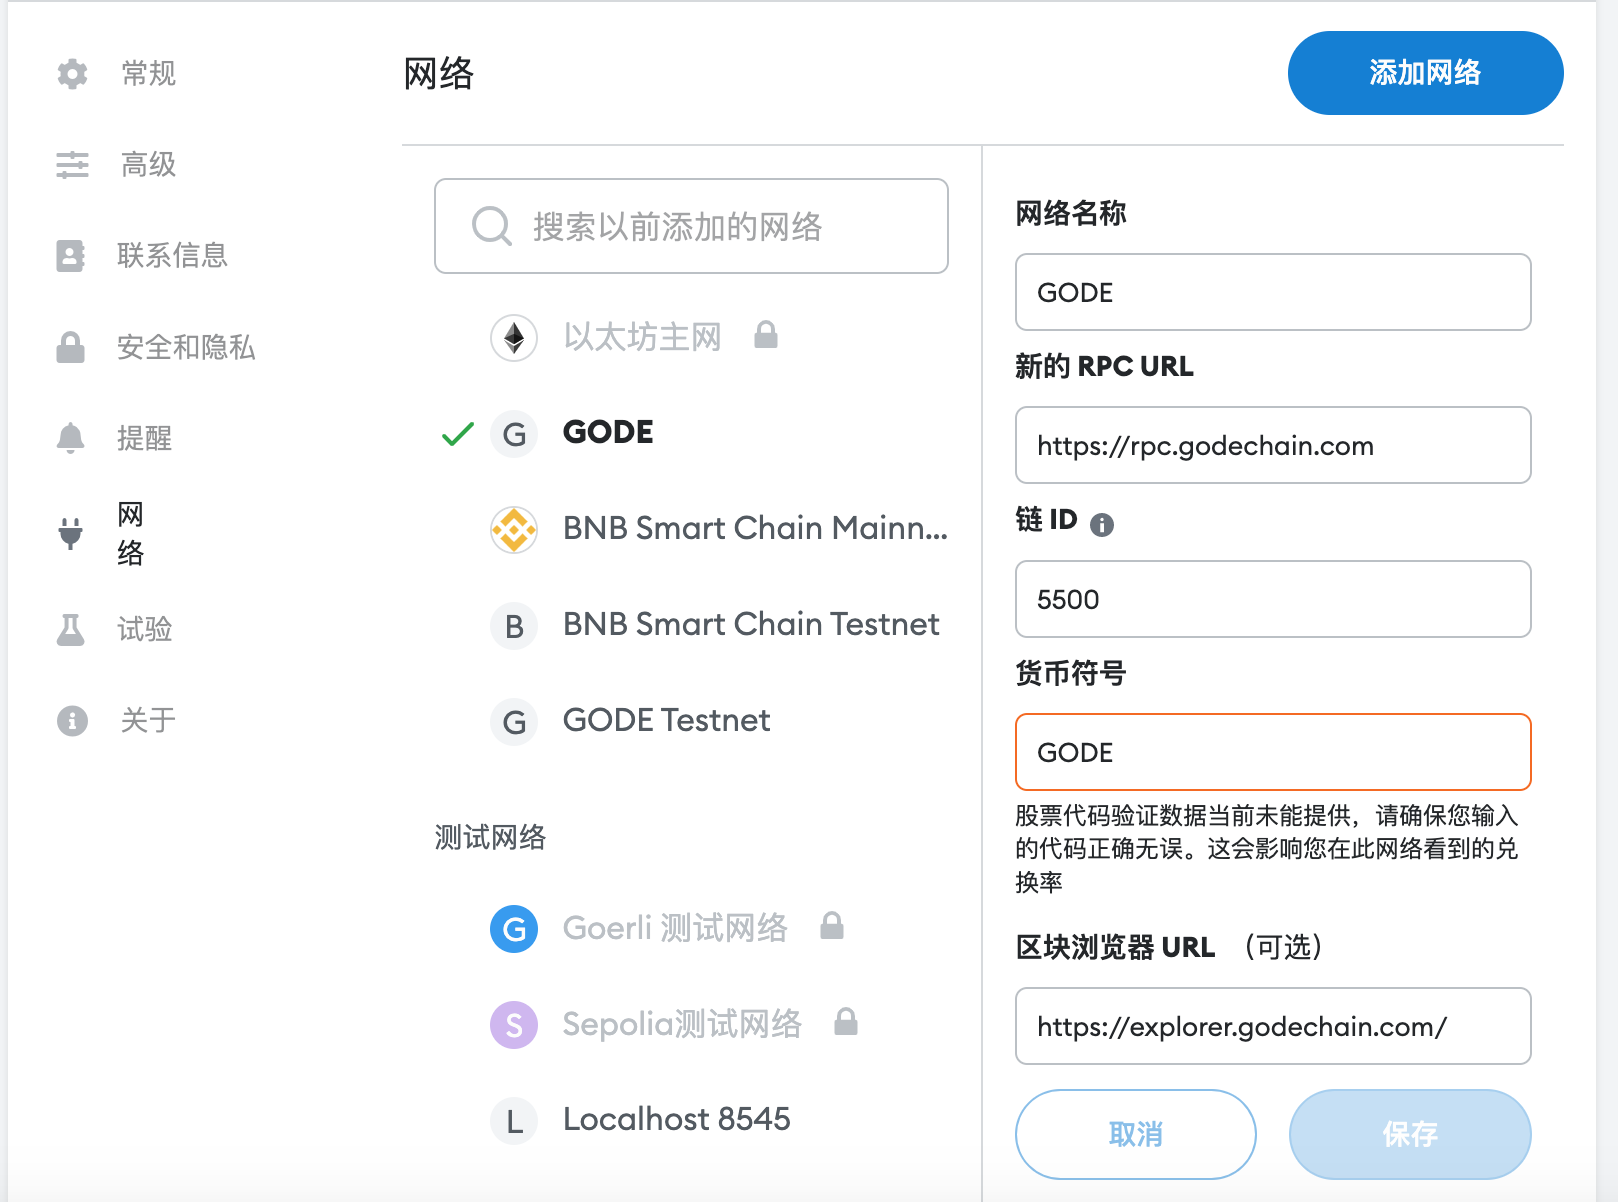 常规
高级
联系信息
安全和隐私
提醒
网
络
试验
关于
网络
添加网络
搜索以前添加的网络
以太坊主网
G GODE
BNB Smart Chain Mainn...
B BNB Smart Chain Testnet
G GODE Testnet
测试网络
G Goerli 测试网络
S Sepolia测试网络
L Localhost 8545
网络名称
GODE
新的 RPC URL
https://rpc.godechain.com
链 ID
5500
货币符号
GODE
股票代码验证数据当前未能提供，请确保您输入
的代码正确无误。这会影响您在此网络看到的兑
换率
区块浏览器 URL （可选）
https://explorer.godechain.com/
取消
保存